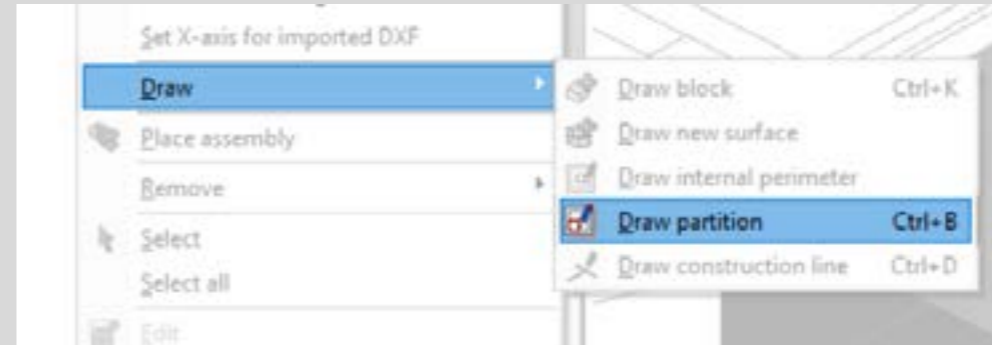 Set X-axis for imported DXF
Draw
Place assembly
Remove
Select
Select all
Edit
Draw block Ctrl+K
Draw new surface
Draw internal perimeter
Draw partition Ctrl+B
Draw construction line Ctrl+D